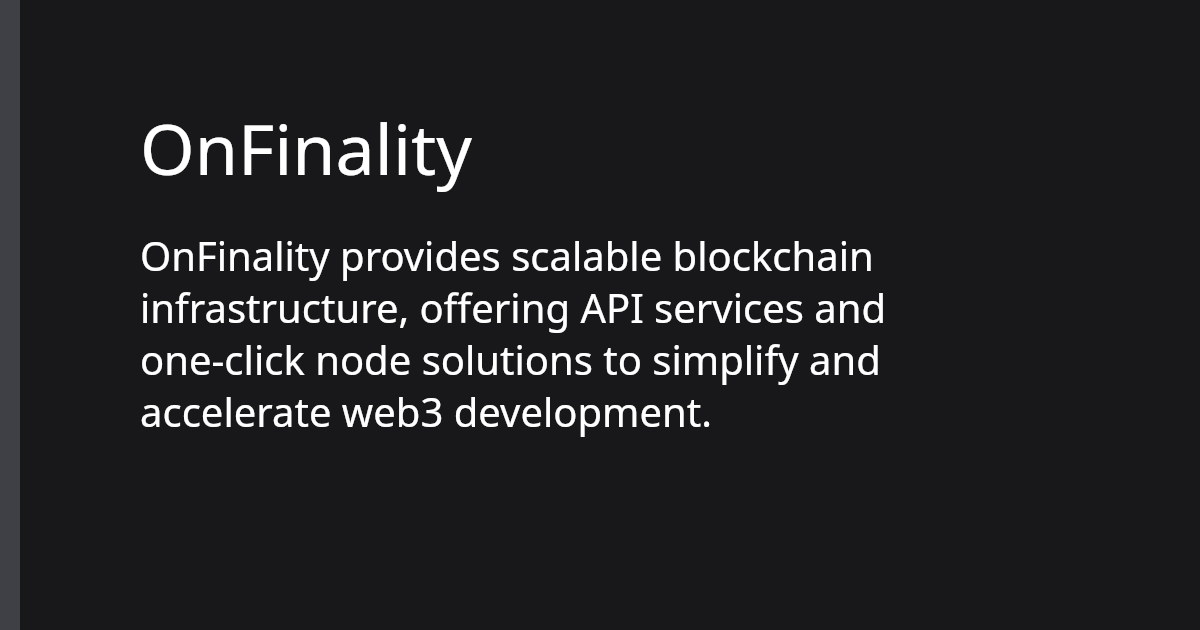 OnFinality
OnFinality provides scalable blockchain
infrastructure, offering API services and
one-click node solutions to simplify and
accelerate web3 development.